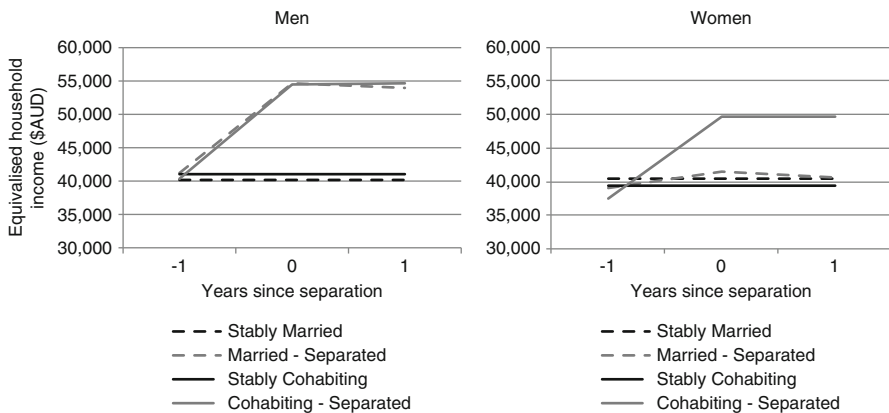 Men
Equivalised household
income ($AUD)
60,000
55,000
50,000
45,000
40,000
35,000
30,000
-1 0 1
Years since separation
Stably Married
Married - Separated
Stably Cohabiting
Cohabiting - Separated
Women
60,000
55,000
50,000
45,000
40,000
35,000
30,000
-1 0 1
Years since separation
Stably Married
Married - Separated
Stably Cohabiting
Cohabiting - Separated